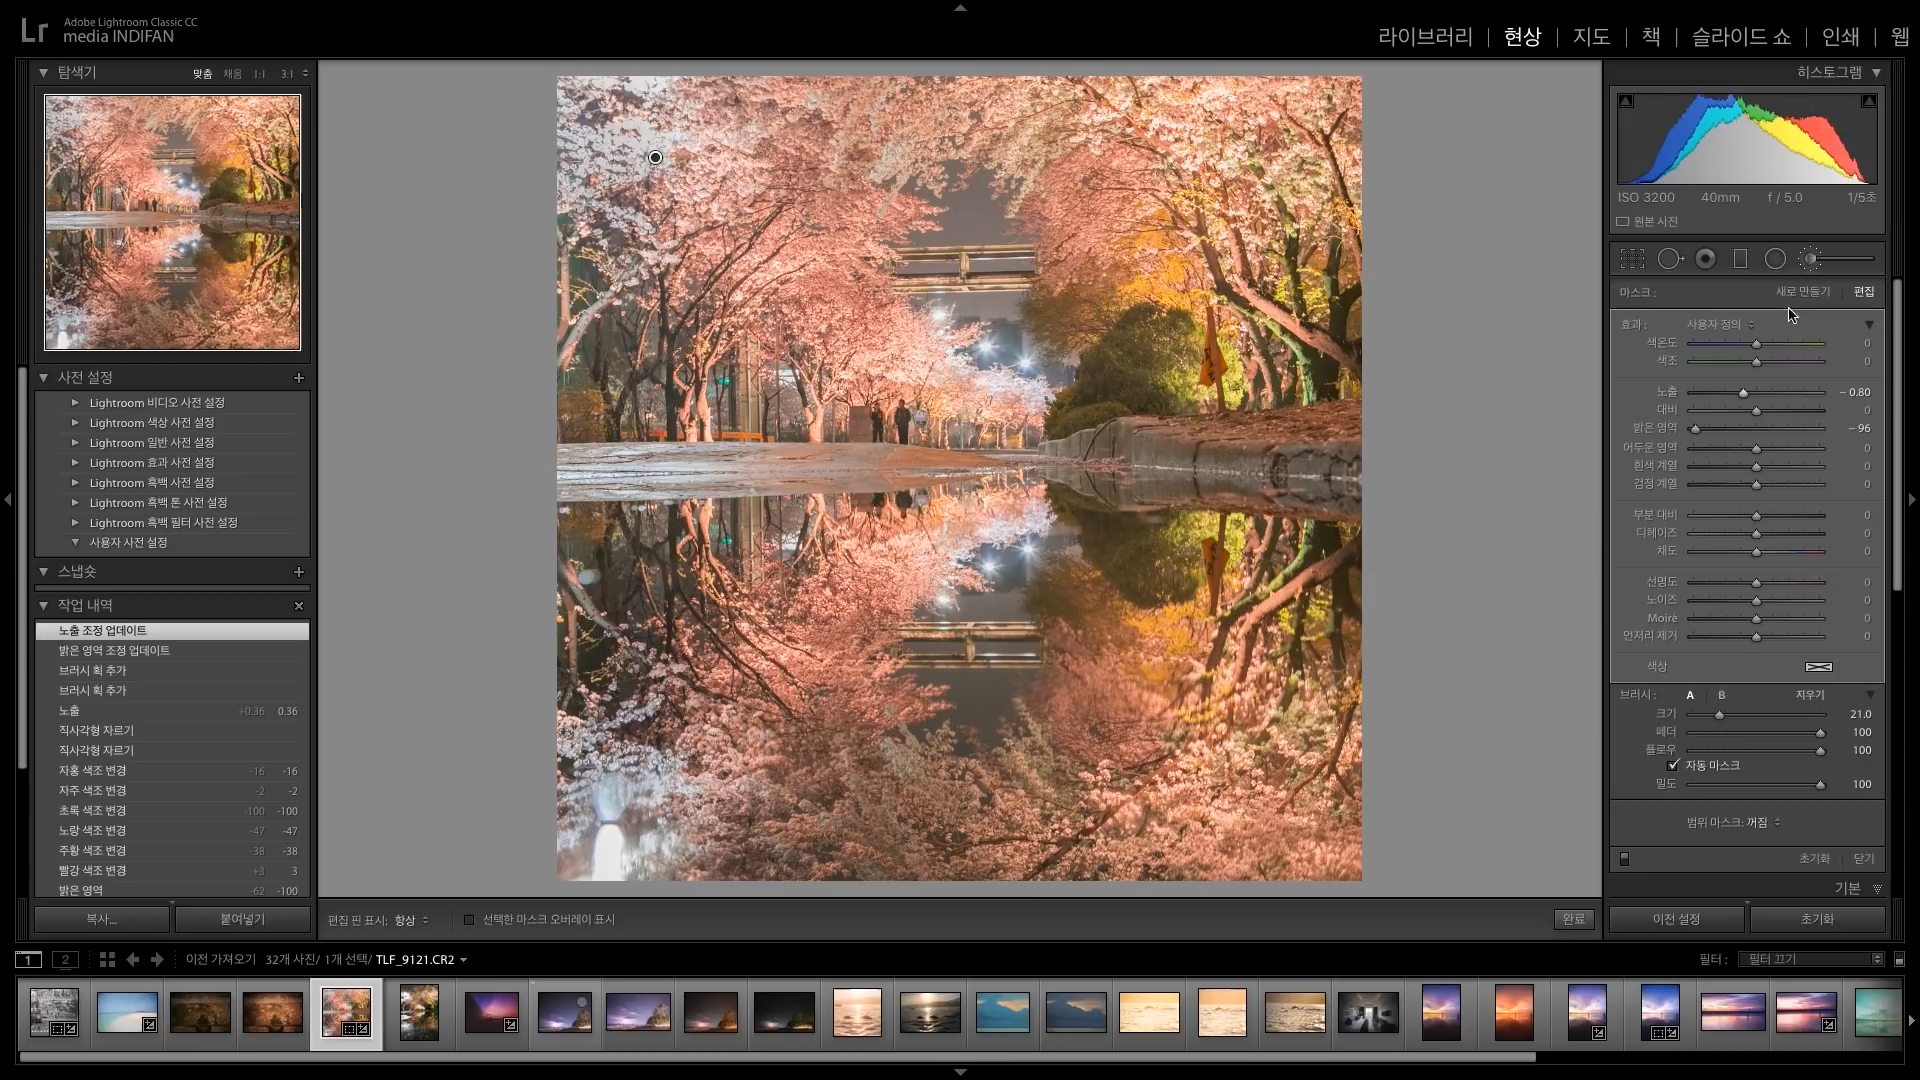 Lr
Adobe Lightroom Classic CC
media INDIFAN
라이브러리 | 현상 | 지도 | 책 | 슬라이드 쇼 | 인쇄 | 웹
탐색기 맞춤 채움 1:1 3:1
사전 설정
Lightroom 비디오 사전 설정
Lightroom 색상 사전 설정
Lightroom 일반 사전 설정
Lightroom 효과 사전 설정
Lightroom 흑백 사전 설정
Lightroom 흑백 톤 사전 설정
Lightroom 흑백 필터 사전 설정
사용자 사전 설정
스냅숏
작업 내역
노출 조정 업데이트
밝은 영역 조정 업데이트
브러시 획 추가
브러시 획 추가
노출 +0.36 0.36
직사각형 자르기
직사각형 자르기
자홍 색조 변경 -16 -16
자주 색조 변경 -2 -2
초록 색조 변경 -100 -100
노랑 색조 변경 -47 -47
주황 색조 변경 -38 -38
빨강 색조 변경 +3 3
밝은 영역 -62 -100
복사... 붙여넣기
편집 핀 표시: 항상 선택한 마스크 오버레이 표시 완료
히스토그램
ISO 3200 40mm f / 5.0 1/5초
원본 사진
마스크 : 새로 만들기 편집
효과 : 사용자 정의
색온도 0
색조 0
노출 − 0.80
대비 0
밝은 영역 − 96
어두운 영역 0
흰색 계열 0
검정 계열 0
부분 대비 0
디헤이즈 0
채도 0
선명도 0
노이즈 0
Moiré 0
언저리 제거 0
색상
브러시 : A B 지우기
크기 21.0
페더 100
플로우 100
자동 마스크
밀도 100
범위 마스크: 꺼짐
초기화 닫기
기본
이전 설정 초기화
1 2 이전 가져오기 32개 사진/ 1개 선택/ TLF_9121.CR2 필터 : 필터 끄기